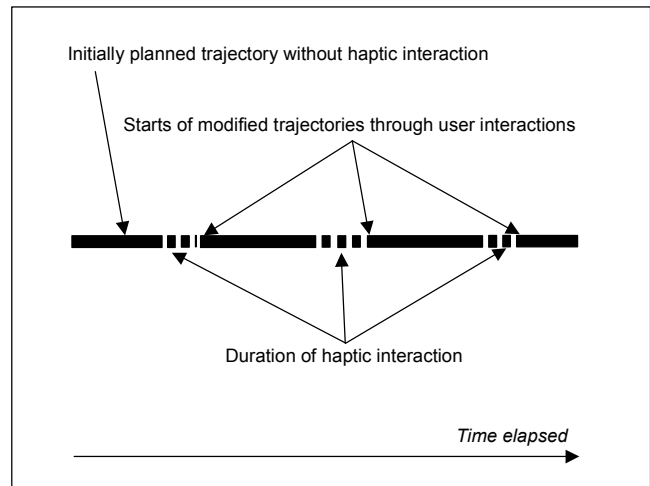 Initially planned trajectory without haptic interaction
Starts of modified trajectories through user interactions
Duration of haptic interaction
Time elapsed